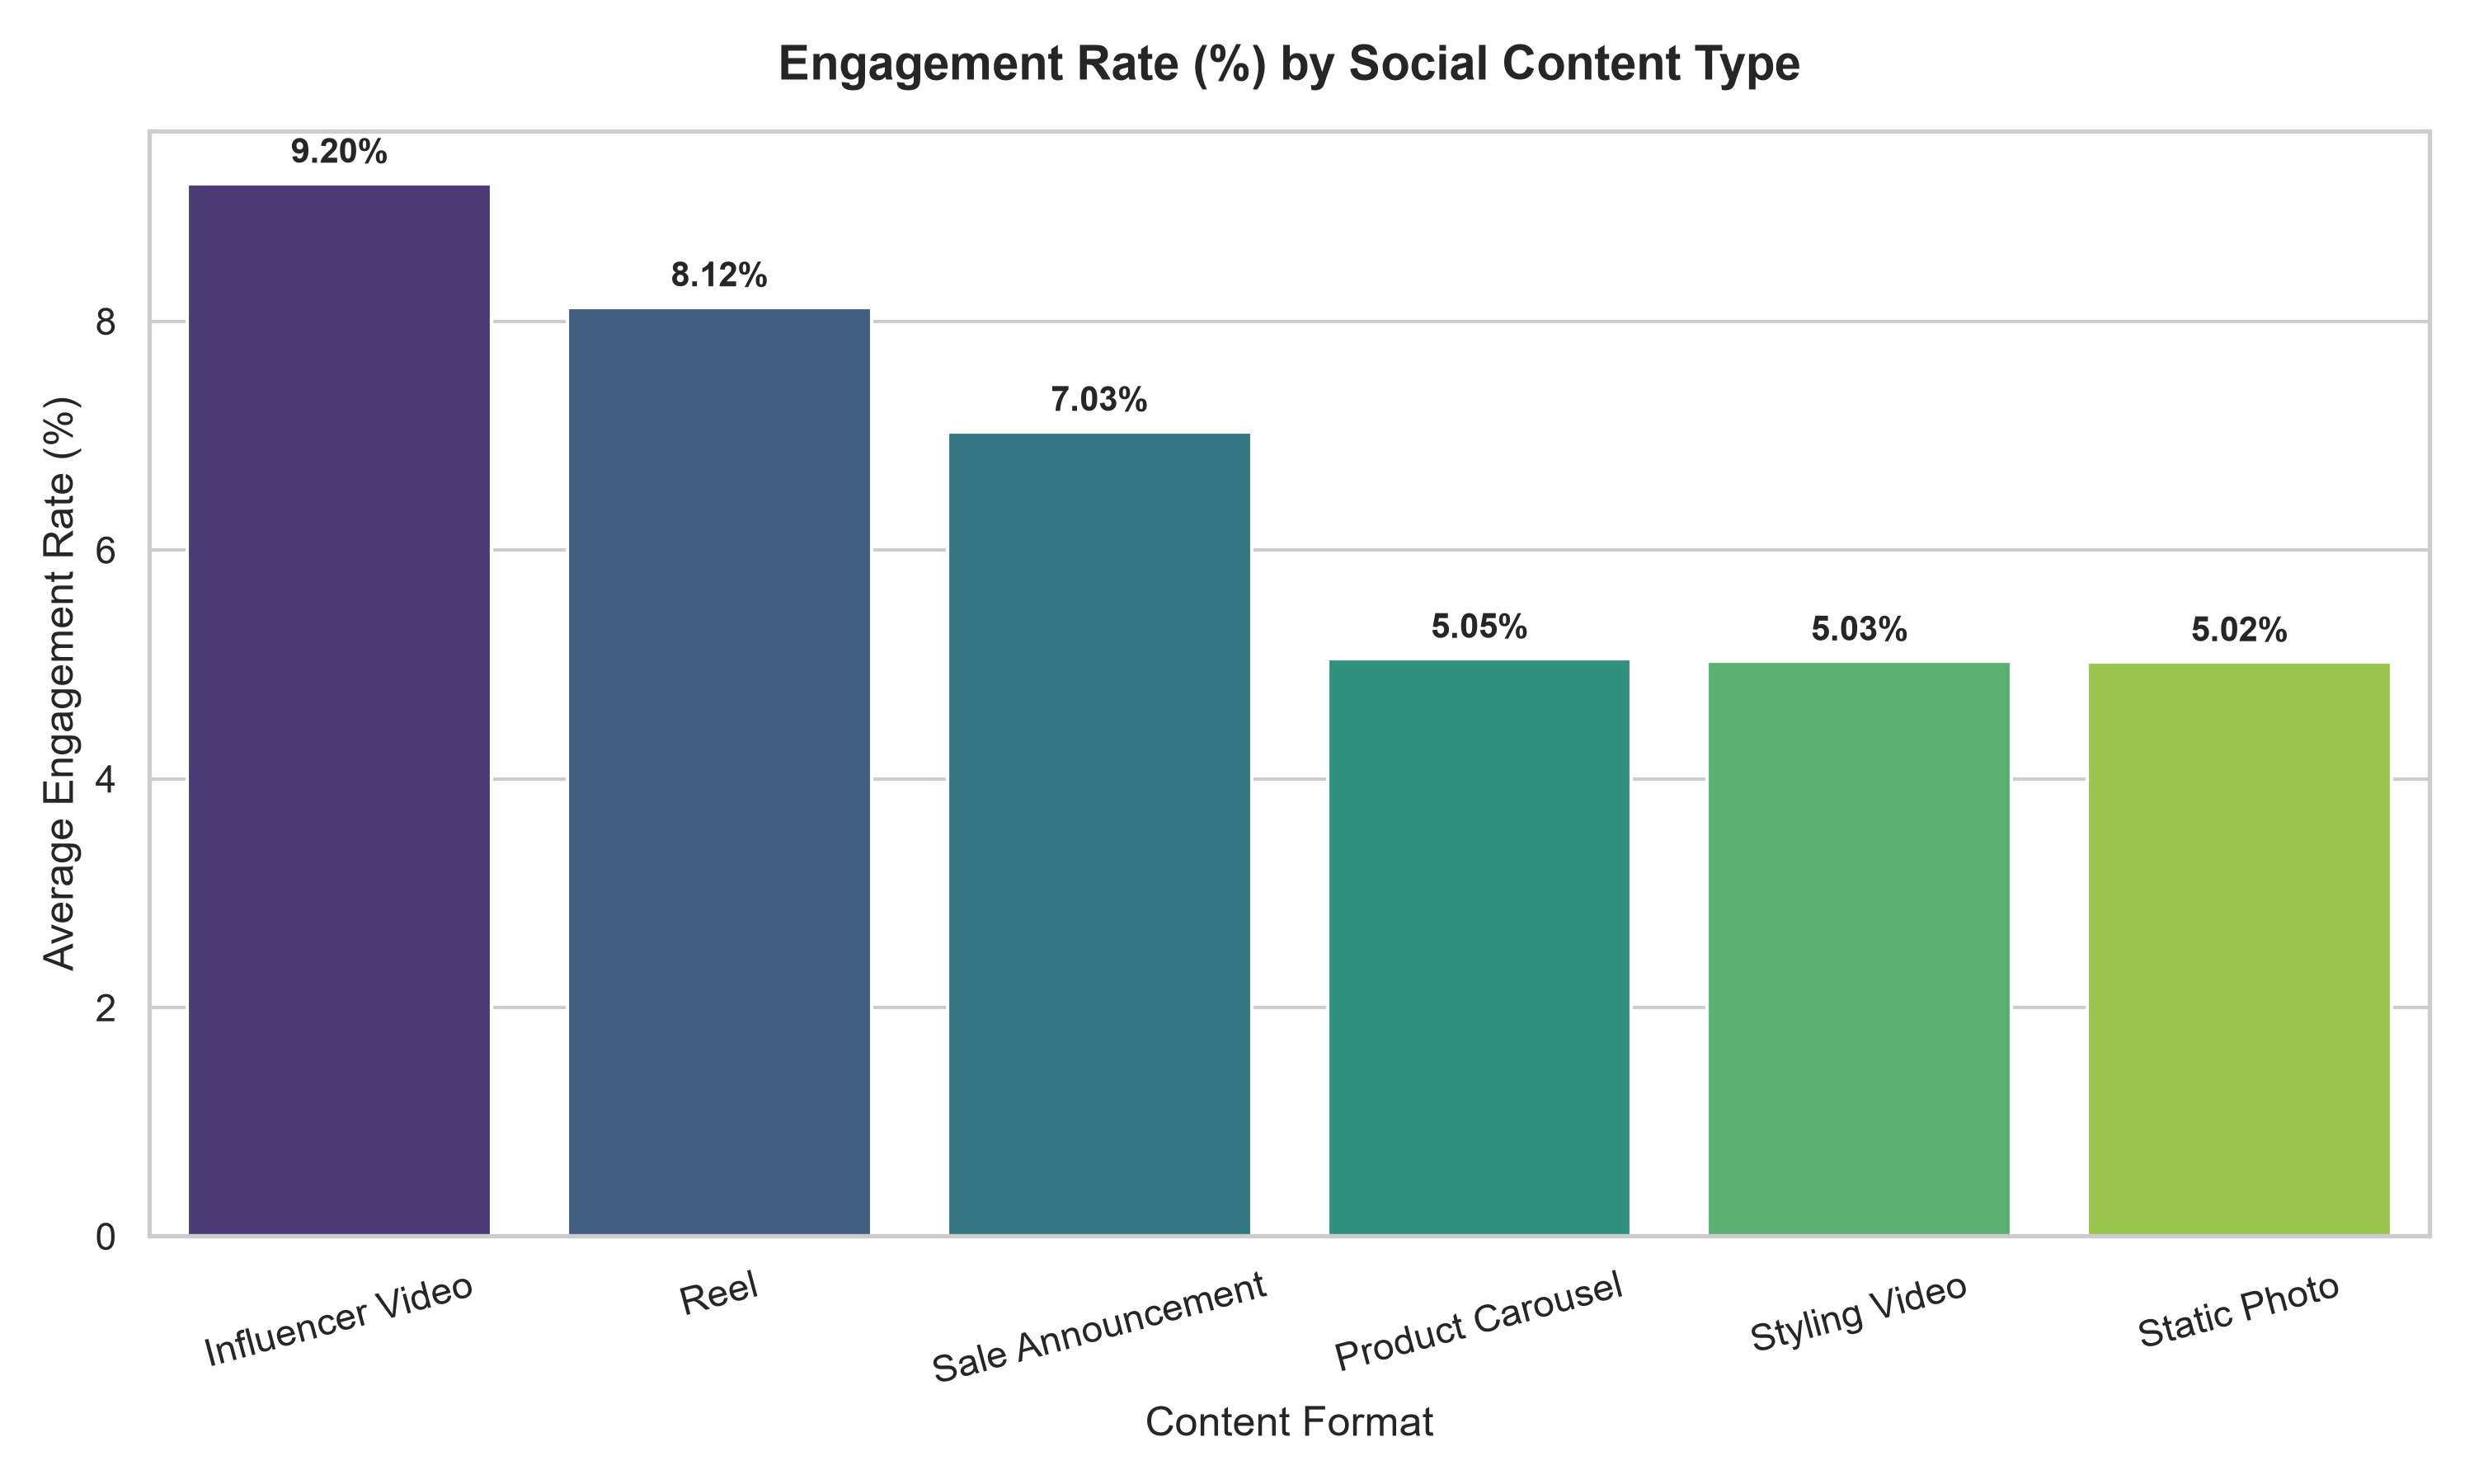 Engagement Rate (%) by Social Content Type
9.20%
8.12%
7.03%
5.05%
5.03%
5.02%
Average Engagement Rate (%)
8
6
4
2
0
Influencer Video
Reel
Sale Announcement
Product Carousel
Styling Video
Static Photo
Content Format